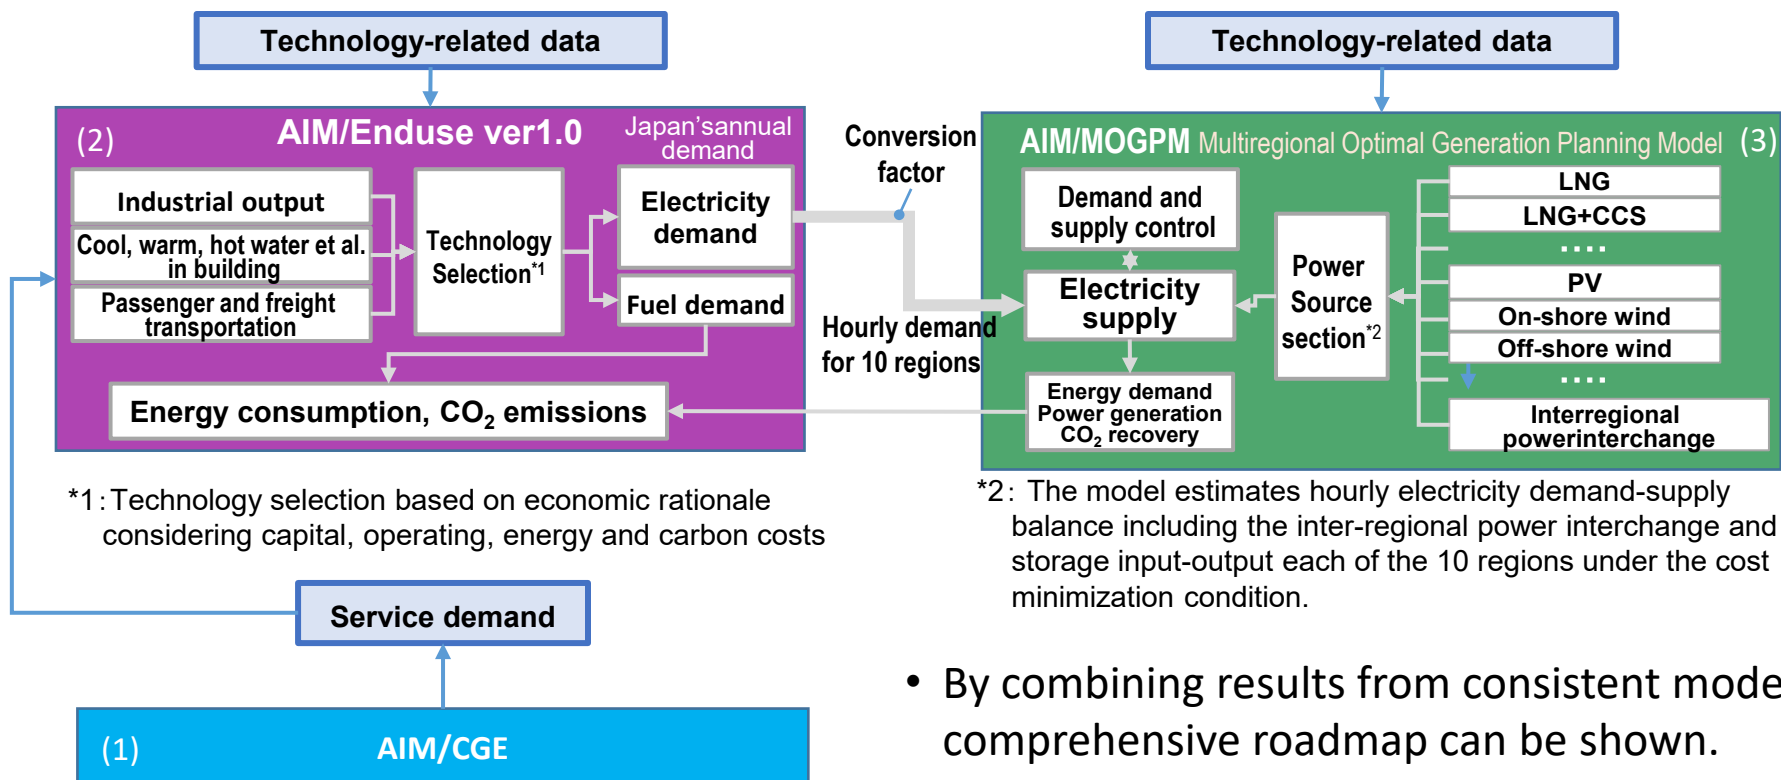 Technology-related data
Technology-related data
(2)
AIM/Enduse ver1.0
Japan'sannual
demand
Industrial output
Cool, warm, hot water et al.
in building
Passenger and freight
transportation
Technology
Selection*1
Electricity
demand
Fuel demand
Energy consumption, CO2 emissions
Conversion
factor
Hourly demand
for 10 regions
AIM/MOGPM Multiregional Optimal Generation Planning Model (3)
Demand and
supply control
Electricity
supply
Energy demand
Power generation
CO2 recovery
Power
Source
section*2
LNG
LNG+CCS
....
PV
On-shore wind
Off-shore wind
....
Interregional
powerinterchange
*1: Technology selection based on economic rationale
considering capital, operating, energy and carbon costs
*2: The model estimates hourly electricity demand-supply
balance including the inter-regional power interchange and
storage input-output each of the 10 regions under the cost
minimization condition.
Service demand
(1)
AIM/CGE
• By combining results from consistent mode
comprehensive roadmap can be shown.